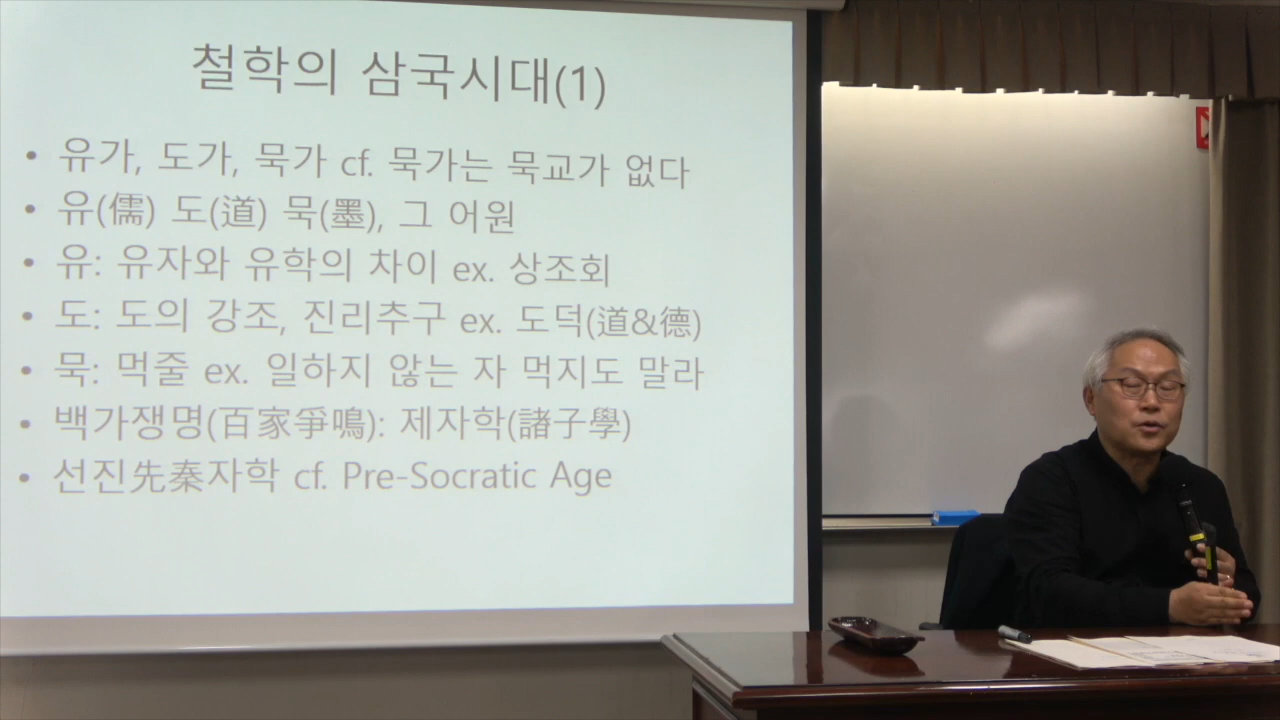 철학의 삼국시대(1)
• 유가, 도가, 묵가 cf. 묵가는 묵교가 없다
• 유(儒) 도(道) 묵(墨), 그 어원
• 유: 유자와 유학의 차이 ex. 상조회
• 도: 도의 강조, 진리추구 ex. 도덕(道&德)
• 묵: 먹줄 ex. 일하지 않는 자 먹지도 말라
• 백가쟁명(百家爭鳴): 제자학(諸子學)
• 선진先秦자학 cf. Pre-Socratic Age